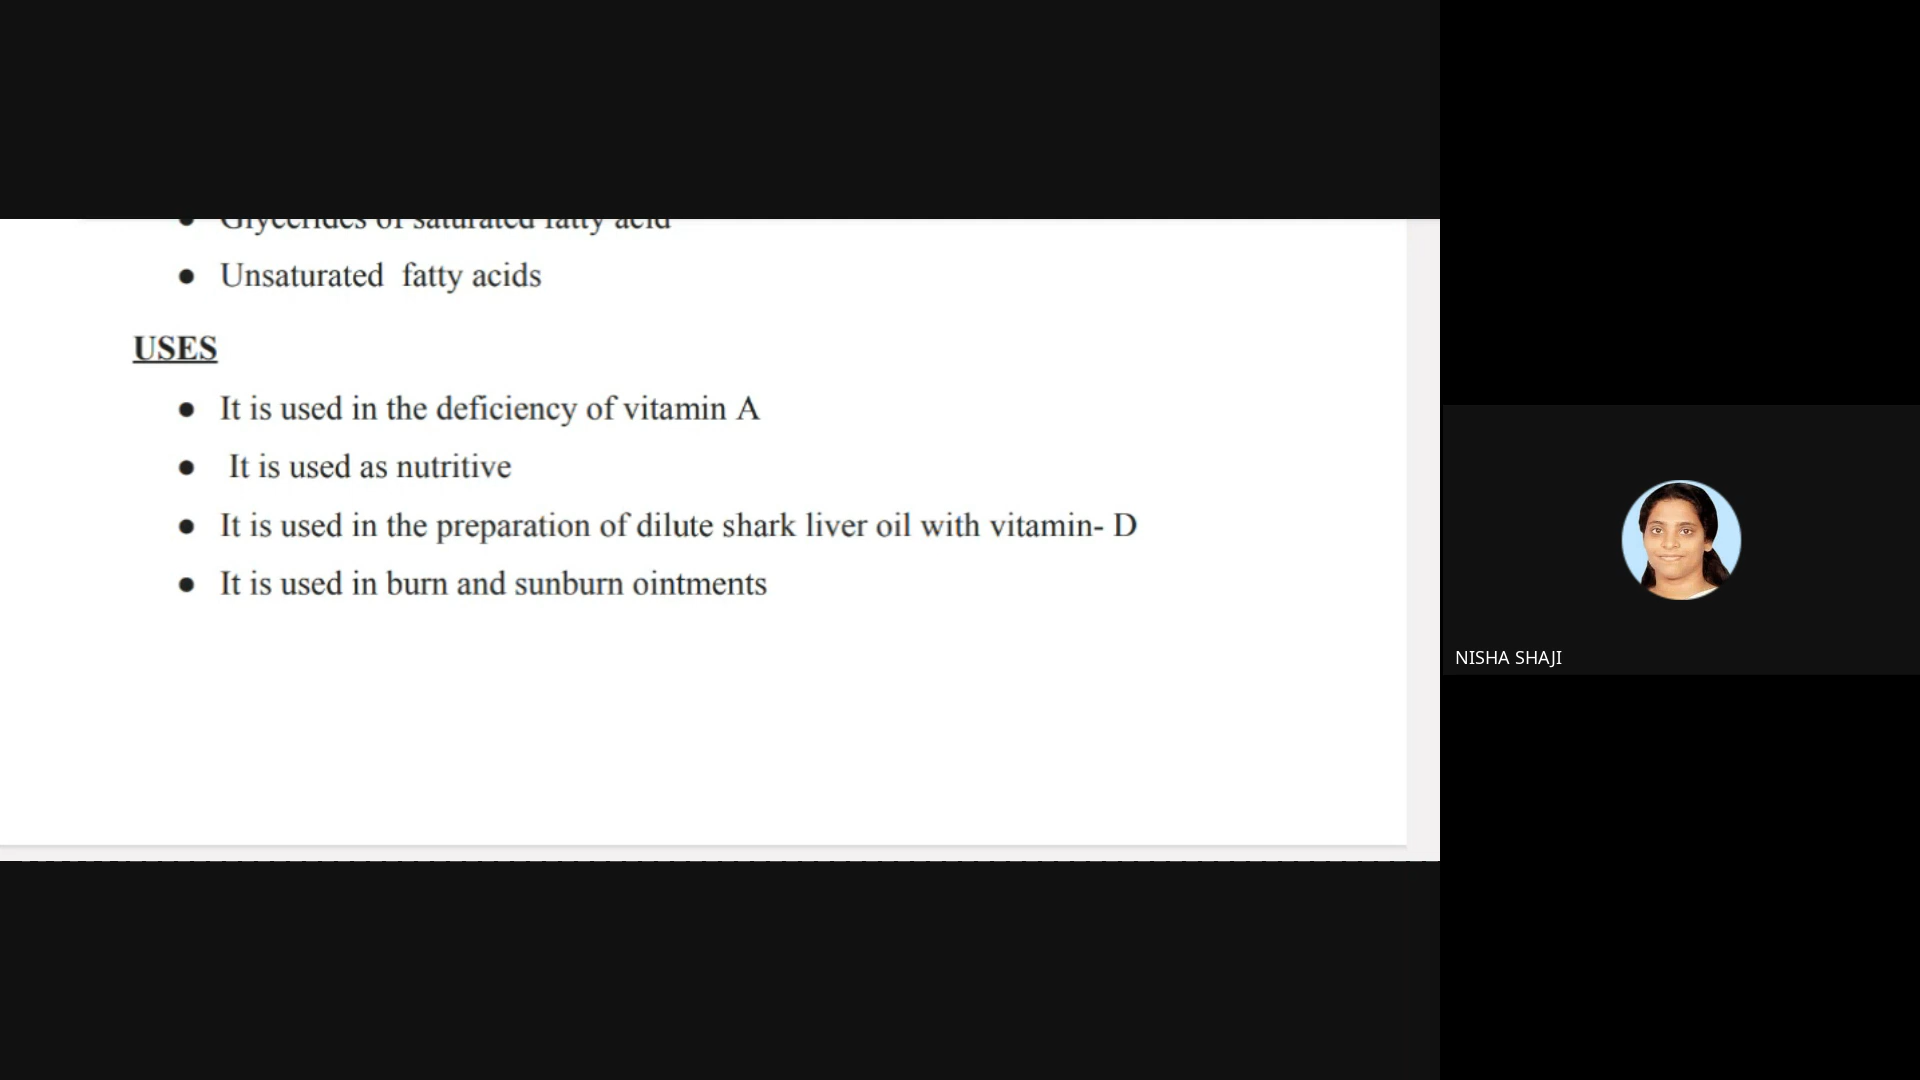 ● Glycerides of saturated fatty acid
● Unsaturated fatty acids
USES
● It is used in the deficiency of vitamin A
● It is used as nutritive
● It is used in the preparation of dilute shark liver oil with vitamin- D
● It is used in burn and sunburn ointments
NISHA SHAJI